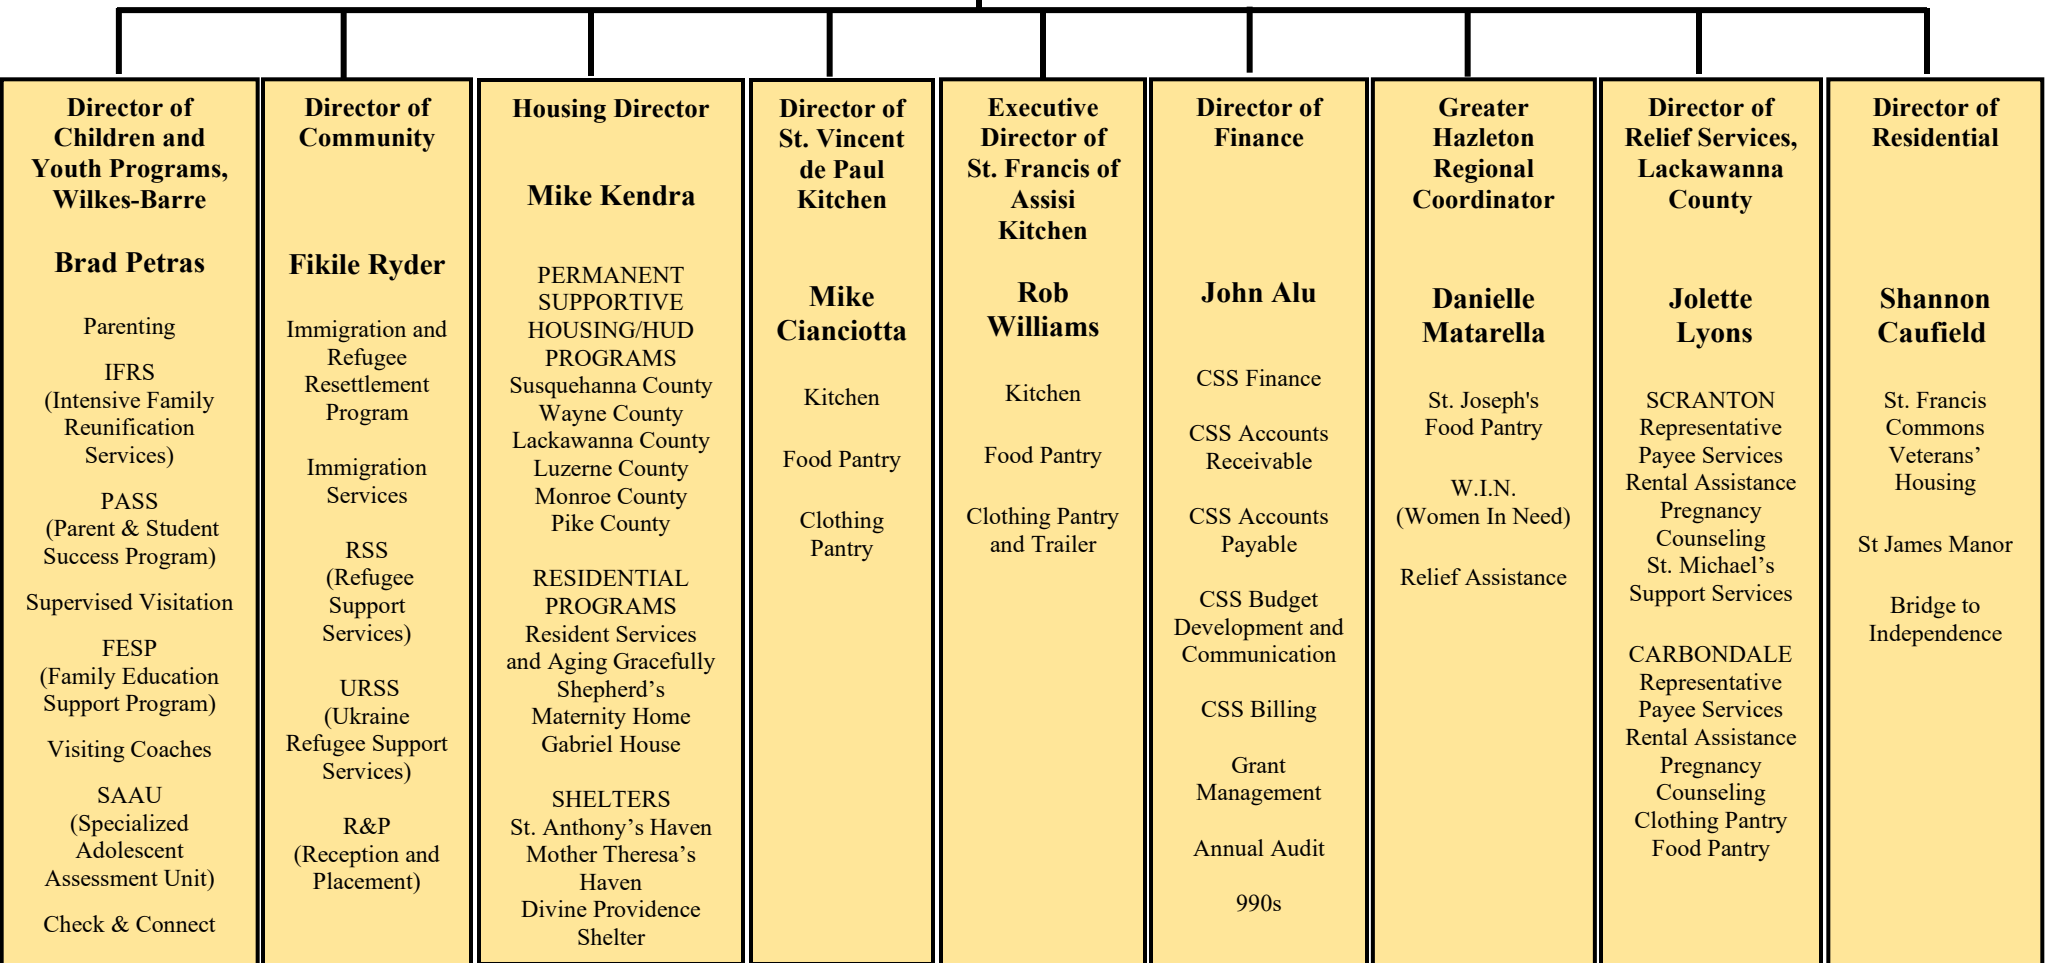 Director of
Children and
Youth Programs,
Wilkes-Barre
Brad Petras
Parenting
IFRS
(Intensive Family
Reunification
Services)
PASS
(Parent & Student
Success Program)
Supervised Visitation
FESP
(Family Education
Support Program)
Visiting Coaches
SAAU
(Specialized
Adolescent
Assessment Unit)
Check & Connect
Director of
Community
Fikile Ryder
Immigration and
Refugee
Resettlement
Program
Immigration
Services
RSS
(Refugee
Support
Services)
URSS
(Ukraine
Refugee Support
Services)
R&P
(Reception and
Placement)
Housing Director
Mike Kendra
PERMANENT
SUPPORTIVE
HOUSING/HUD
PROGRAMS
Susquehanna County
Wayne County
Lackawanna County
Luzerne County
Monroe County
Pike County
RESIDENTIAL
PROGRAMS
Resident Services
and Aging Gracefully
Shepherd’s
Maternity Home
Gabriel House
SHELTERS
St. Anthony’s Haven
Mother Theresa’s
Haven
Divine Providence
Shelter
Director of
St. Vincent
de Paul
Kitchen
Mike
Cianciotta
Kitchen
Food Pantry
Clothing
Pantry
Executive
Director of
St. Francis of
Assisi
Kitchen
Rob
Williams
Kitchen
Food Pantry
Clothing Pantry
and Trailer
Director of
Finance
John Alu
CSS Finance
CSS Accounts
Receivable
CSS Accounts
Payable
CSS Budget
Development and
Communication
CSS Billing
Grant
Management
Annual Audit
990s
Greater
Hazleton
Regional
Coordinator
Danielle
Matarella
St. Joseph's
Food Pantry
W.I.N.
(Women In Need)
Relief Assistance
Director of
Relief Services,
Lackawanna
County
Jolette
Lyons
SCRANTON
Representative
Payee Services
Rental Assistance
Pregnancy
Counseling
St. Michael’s
Support Services
CARBONDALE
Representative
Payee Services
Rental Assistance
Pregnancy
Counseling
Clothing Pantry
Food Pantry
Director of
Residential
Shannon
Caufield
St. Francis
Commons
Veterans’
Housing
St James Manor
Bridge to
Independence